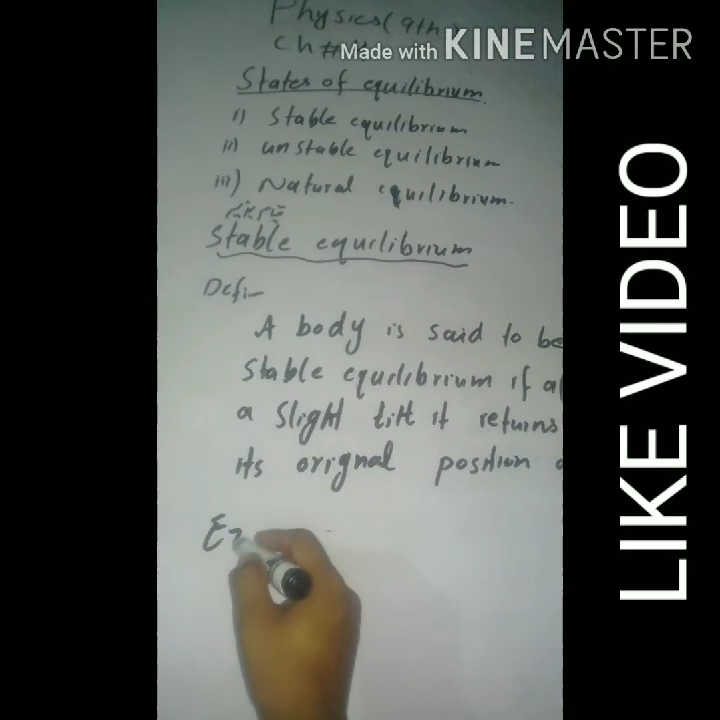 Physics(9th
Ch#
Made with KINEMASTER
States of equilibrium.
i) Stable equilibrium
ii) unstable equilibrium
iii) Natural equilibrium.
Stable equilibrium
Defi-
A body is said to be
Stable equilibrium if
a slight tilt it returns
its orignal position
LIKE VIDEO